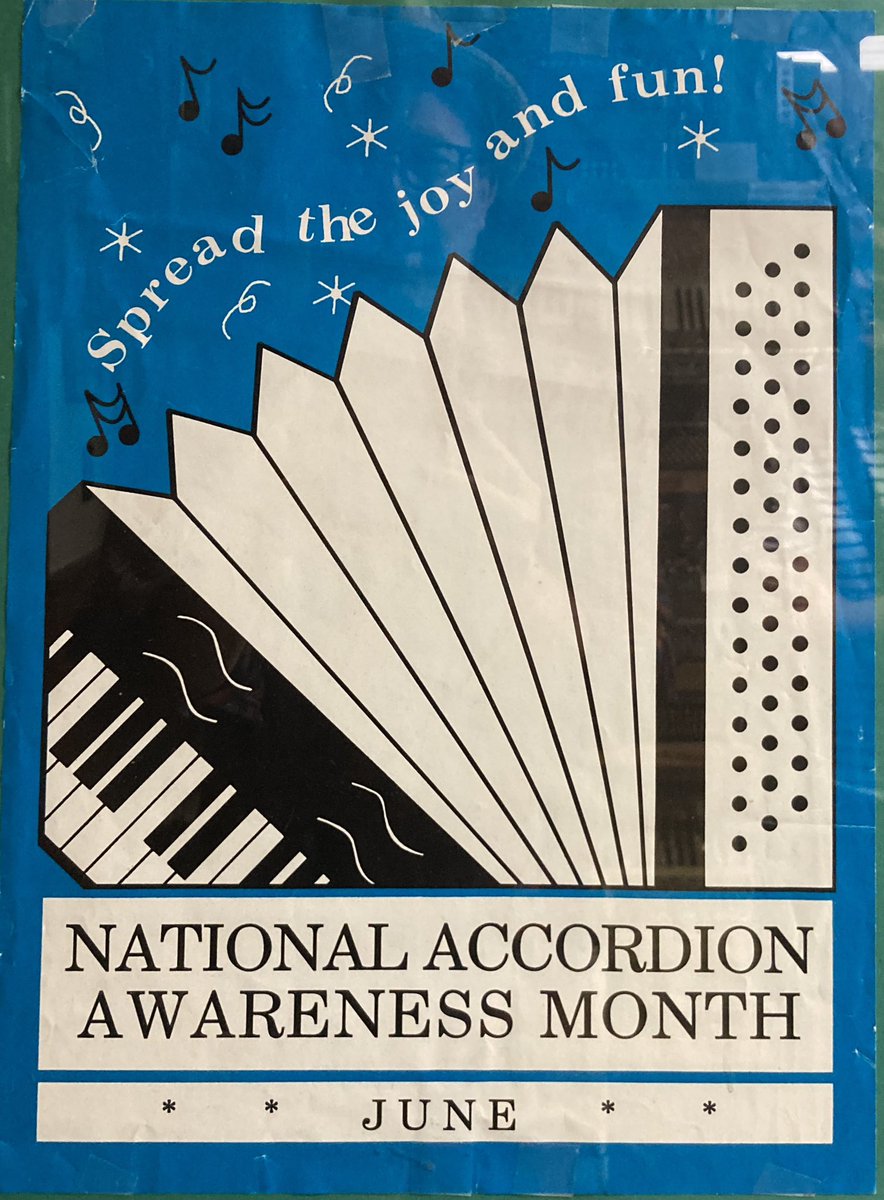 Spread the joy and fun!
NATIONAL ACCORDION
AWARENESS MONTH
* * JUNE * *